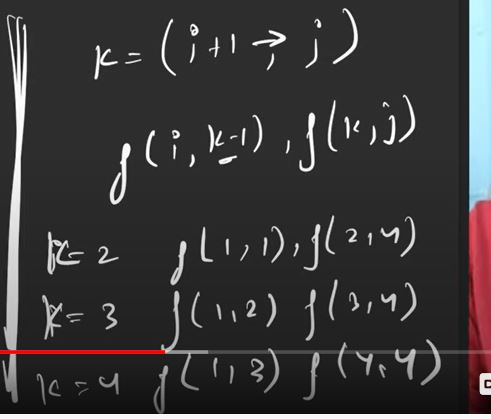 k = (i+1 → j)
f(i, k-1), f(k, j)
k = 2 f(1, 1), f(2, 4)
k = 3 f(1, 2) f(3, 4)
k = 4 f(1, 3) f(4, 4)